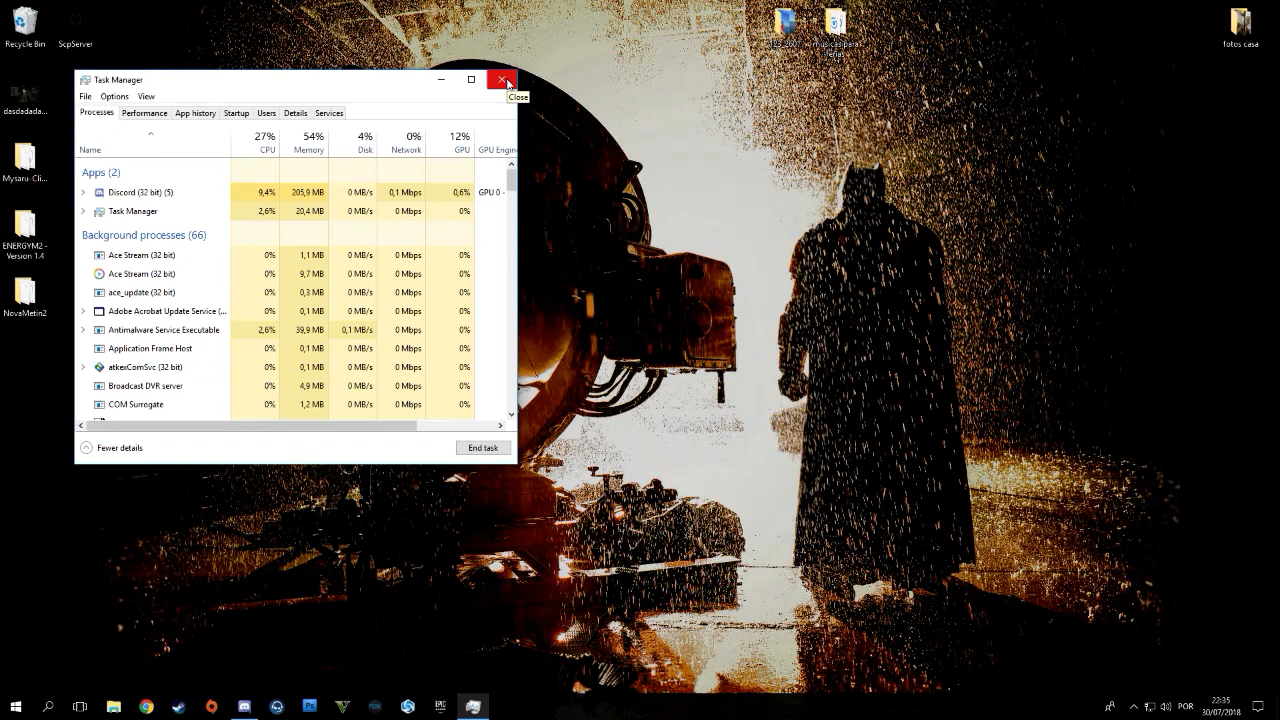 Recycle Bin
ScpServer
123_2607
musicas para ferias
fotos casa
dasdadada...
Mysaru-Cli...
ENERGYM2 -
Version 1.4
NovaMetin2
Task Manager
Close
File Options View
Processes Performance App history Startup Users Details Services
27% 54% 4% 0% 12%
Name CPU Memory Disk Network GPU GPU Engin
Apps (2)
Discord (32 bit) (5) 9,4% 205,9 MB 0 MB/s 0,1 Mbps 0,6% GPU 0 -
Task Manager 2,6% 20,4 MB 0 MB/s 0 Mbps 0%
Background processes (66)
Ace Stream (32 bit) 0% 1,1 MB 0 MB/s 0 Mbps 0%
Ace Stream (32 bit) 0% 9,7 MB 0 MB/s 0 Mbps 0%
ace_update (32 bit) 0% 0,3 MB 0 MB/s 0 Mbps 0%
Adobe Acrobat Update Service (... 0% 0,1 MB 0 MB/s 0 Mbps 0%
Antimalware Service Executable 2,6% 39,9 MB 0,1 MB/s 0 Mbps 0%
Application Frame Host 0% 0,1 MB 0 MB/s 0 Mbps 0%
atkexComSvc (32 bit) 0% 0,1 MB 0 MB/s 0 Mbps 0%
Broadcast DVR server 0% 4,9 MB 0 MB/s 0 Mbps 0%
COM Surrogate 0% 1,2 MB 0 MB/s 0 Mbps 0%
Fewer details
End task
Ps
EPIC
POR
22:35
30/07/2018